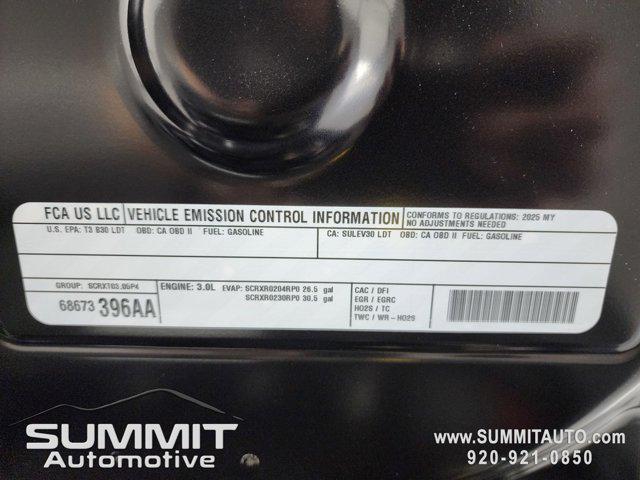 FCA US LLC VEHICLE EMISSION CONTROL INFORMATION CONFORMS TO REGULATIONS: 2025 MY
NO ADJUSTMENTS NEEDED
U.S. EPA: T3 B30 LDT OBD: CA OBD II FUEL: GASOLINE CA: SULEV30 LDT OBD: CA OBD II FUEL: GASOLINE
GROUP: SCRXT03.05P4 ENGINE: 3.0L EVAP: SCRXR0204RP0 26.5 gal
SCRXR0230RP0 30.5 gal
68673 396AA
CAC / DFI
EGR / EGRC
HO2S / TC
TWC / WR-HO2S
SUMMIT
Automotive
www.SUMMITAUTO.com
920-921-0850